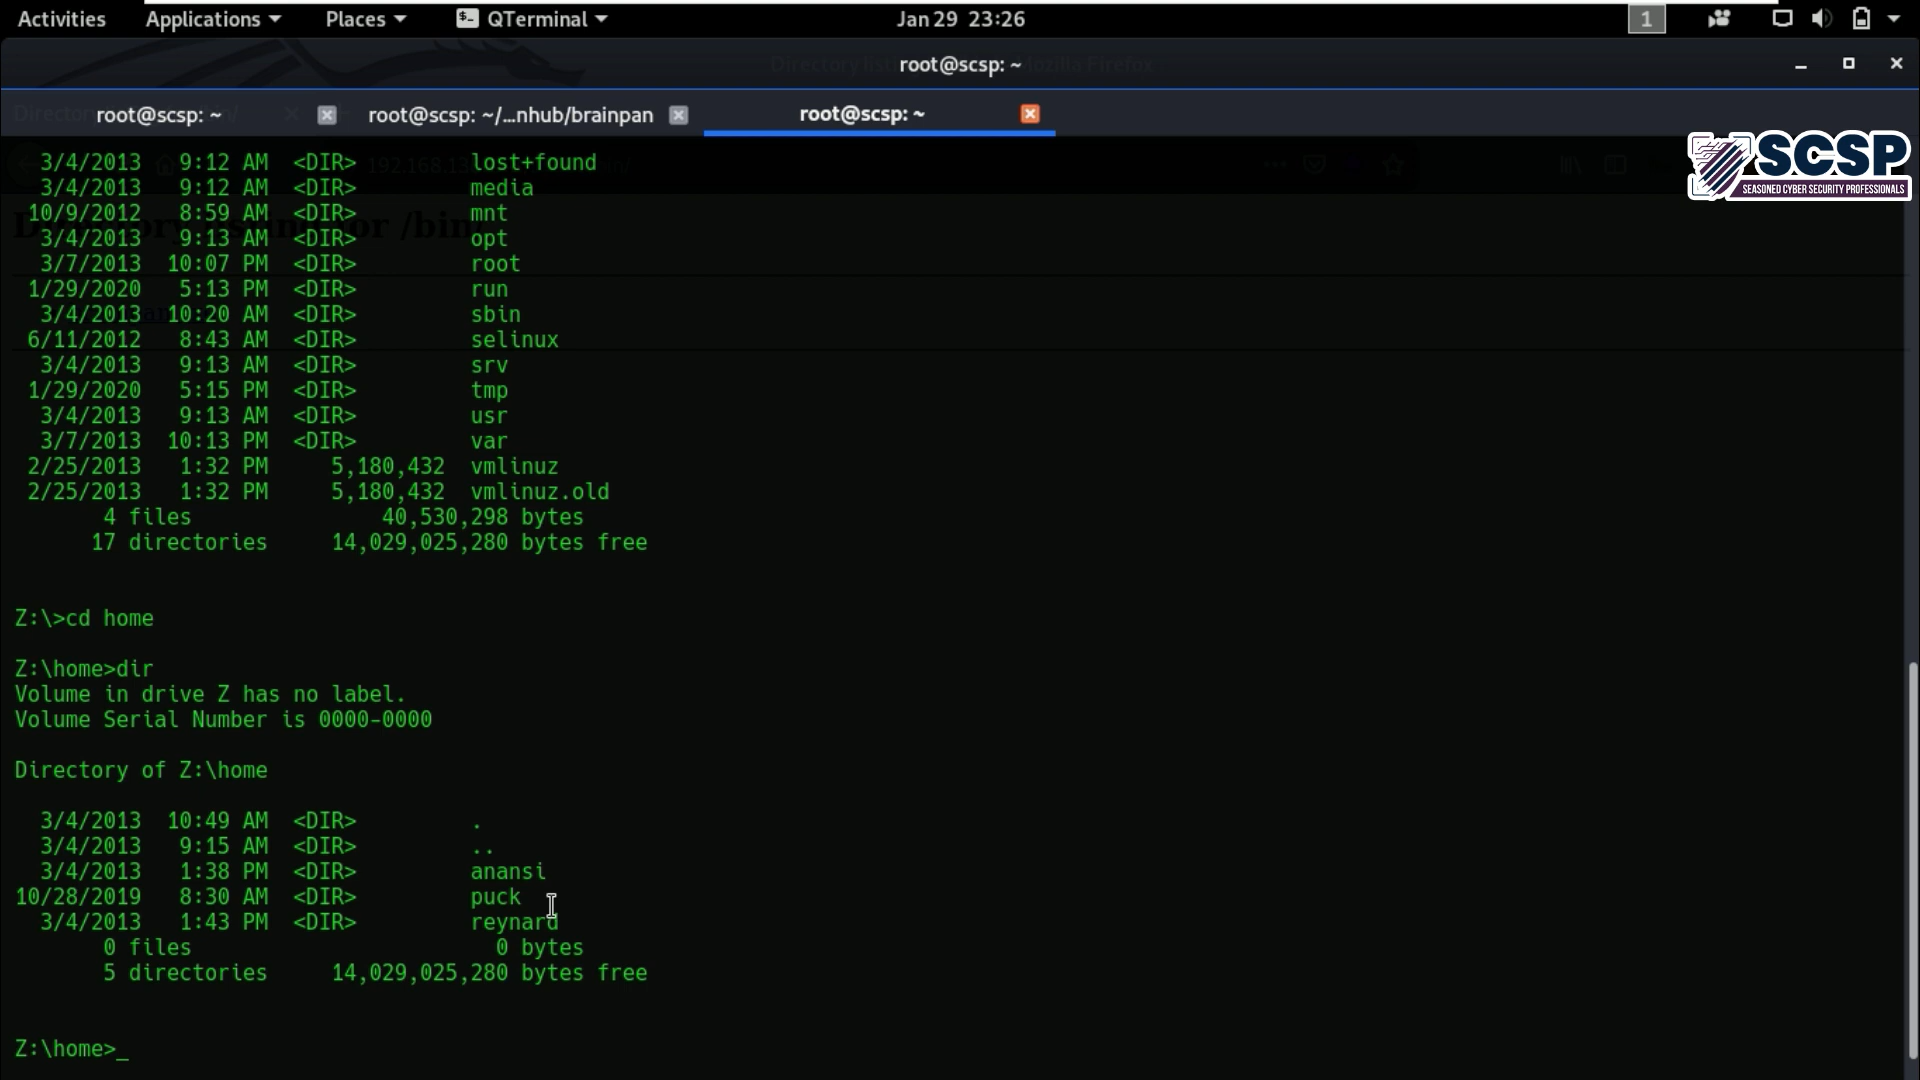 Activities Applications Places QTerminal Jan 29 23:26 1
root@scsp: ~
root@scsp: ~ root@scsp: ~/...nhub/brainpan root@scsp: ~
SCSP
SEASONED CYBER SECURITY PROFESSIONALS
3/4/2013 9:12 AM <DIR> lost+found
3/4/2013 9:12 AM <DIR> media
10/9/2012 8:59 AM <DIR> mnt
3/4/2013 9:13 AM <DIR> opt
3/7/2013 10:07 PM <DIR> root
1/29/2020 5:13 PM <DIR> run
3/4/2013 10:20 AM <DIR> sbin
6/11/2012 8:43 AM <DIR> selinux
3/4/2013 9:13 AM <DIR> srv
1/29/2020 5:15 PM <DIR> tmp
3/4/2013 9:13 AM <DIR> usr
3/7/2013 10:13 PM <DIR> var
2/25/2013 1:32 PM 5,180,432 vmlinuz
2/25/2013 1:32 PM 5,180,432 vmlinuz.old
4 files 40,530,298 bytes
17 directories 14,029,025,280 bytes free
Z:\>cd home
Z:\home>dir
Volume in drive Z has no label.
Volume Serial Number is 0000-0000
Directory of Z:\home
3/4/2013 10:49 AM <DIR> .
3/4/2013 9:15 AM <DIR> ..
3/4/2013 1:38 PM <DIR> anansi
10/28/2019 8:30 AM <DIR> puck
3/4/2013 1:43 PM <DIR> reynard
0 files 0 bytes
5 directories 14,029,025,280 bytes free
Z:\home>_